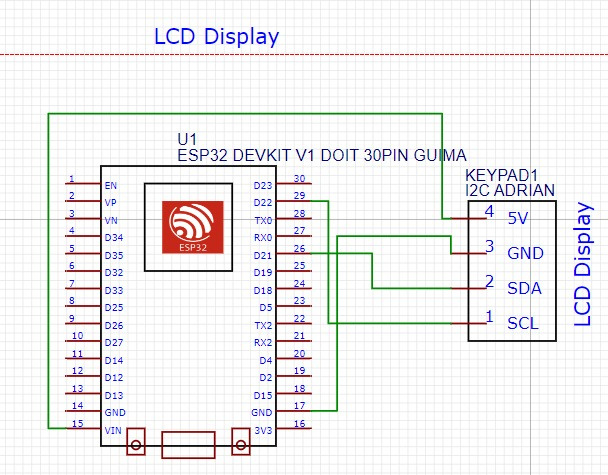 LCD Display
U1
ESP32 DEVKIT V1 DOIT 30PIN GUIMA
KEYPAD1
I2C ADRIAN
1 EN D23 30
2 VP D22 29
3 VN TX0 28
4 D34 RX0 27
5 D35 D21 26
6 D32 D19 25
7 D33 D18 24
8 D25 D5 23
9 D26 TX2 22
10 D27 RX2 21
11 D14 D4 20
12 D12 D2 19
13 D13 D15 18
14 GND GND 17
15 VIN 3V3 16
ESP32
4 5V
3 GND
2 SDA
1 SCL
LCD Display